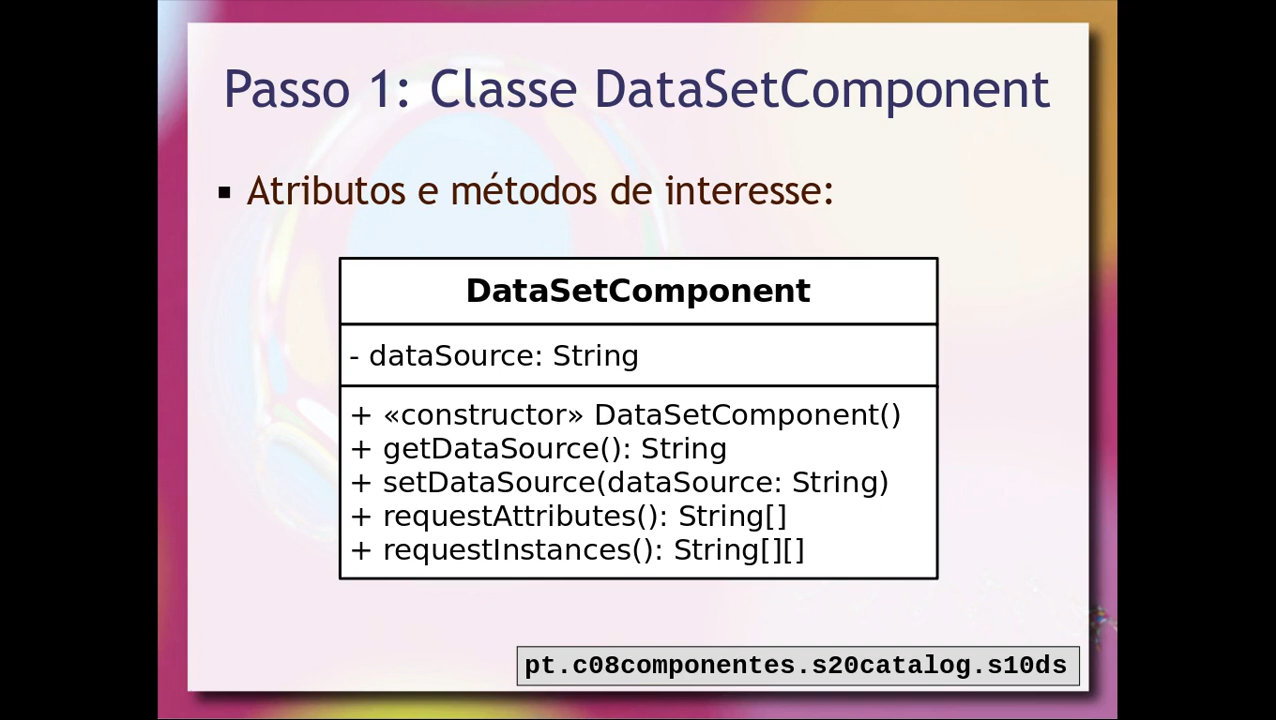 Passo 1: Classe DataSetComponent
▪ Atributos e métodos de interesse:
DataSetComponent
- dataSource: String
+ «constructor» DataSetComponent()
+ getDataSource(): String
+ setDataSource(dataSource: String)
+ requestAttributes(): String[]
+ requestInstances(): String[][]
pt.c08componentes.s20catalog.s10ds